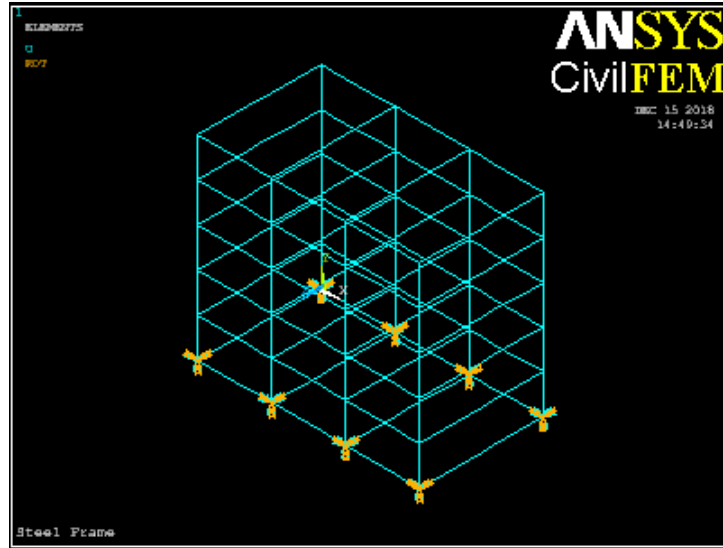 1
ELEMENTS
U
ROT
ANSYS
CivilFEM
DEC 15 2018
14:49:34
Y
X
Steel Frame